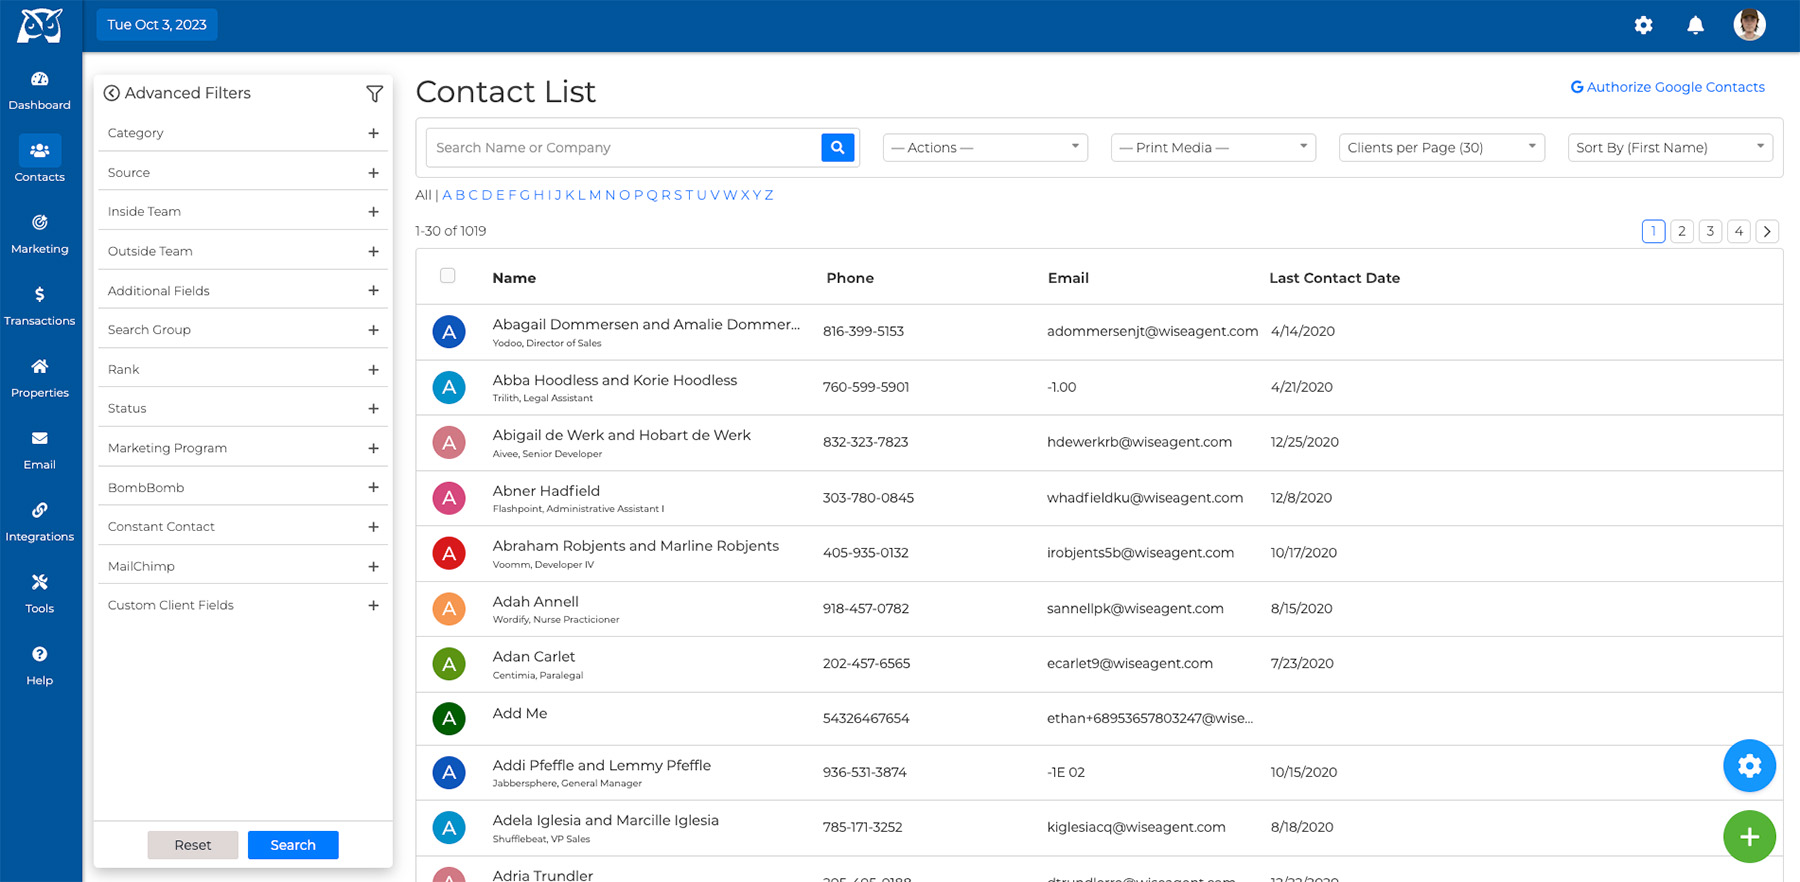 Tue Oct 3, 2023
Dashboard
Contacts
Marketing
Transactions
Properties
Email
Integrations
Tools
Help
Advanced Filters
Category +
Source +
Inside Team +
Outside Team +
Additional Fields +
Search Group +
Rank +
Status +
Marketing Program +
BombBomb +
Constant Contact +
MailChimp +
Custom Client Fields +
Reset Search
Contact List
Authorize Google Contacts
Search Name or Company
— Actions —
— Print Media —
Clients per Page (30)
Sort By (First Name)
All | A B C D E F G H I J K L M N O P Q R S T U V W X Y Z
1-30 of 1019
1 2 3 4 >
Name Phone Email Last Contact Date
A Abagail Dommersen and Amalie Dommer... 816-399-5153 adommersenjt@wiseagent.com 4/14/2020
Yodoo, Director of Sales
A Abba Hoodless and Korie Hoodless 760-599-5901 -1.00 4/21/2020
Trilith, Legal Assistant
A Abigail de Werk and Hobart de Werk 832-323-7823 hdewerkrb@wiseagent.com 12/25/2020
Aivee, Senior Developer
A Abner Hadfield 303-780-0845 whadfieldku@wiseagent.com 12/8/2020
Flashpoint, Administrative Assistant I
A Abraham Robjents and Marline Robjents 405-935-0132 irobjents5b@wiseagent.com 10/17/2020
Voomm, Developer IV
A Adah Annell 918-457-0782 sannellpk@wiseagent.com 8/15/2020
Wordify, Nurse Practicioner
A Adan Carlet 202-457-6565 ecarlet9@wiseagent.com 7/23/2020
Centimia, Paralegal
A Add Me 54326467654 ethan+68953657803247@wise...
A Addi Pfeffle and Lemmy Pfeffle 936-531-3874 -1E 02 10/15/2020
Jabbersphere, General Manager
A Adela Iglesia and Marcille Iglesia 785-171-3252 kiglesiacq@wiseagent.com 8/18/2020
Shufflebeat, VP Sales
Adria Trundler